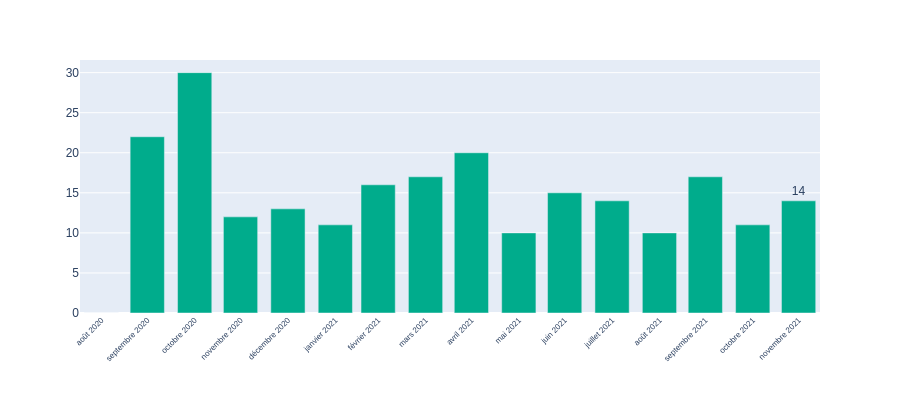 30
25
20
15
10
5
0
14
août 2020
septembre 2020
octobre 2020
novembre 2020
décembre 2020
janvier 2021
février 2021
mars 2021
avril 2021
mai 2021
juin 2021
juillet 2021
août 2021
septembre 2021
octobre 2021
novembre 2021